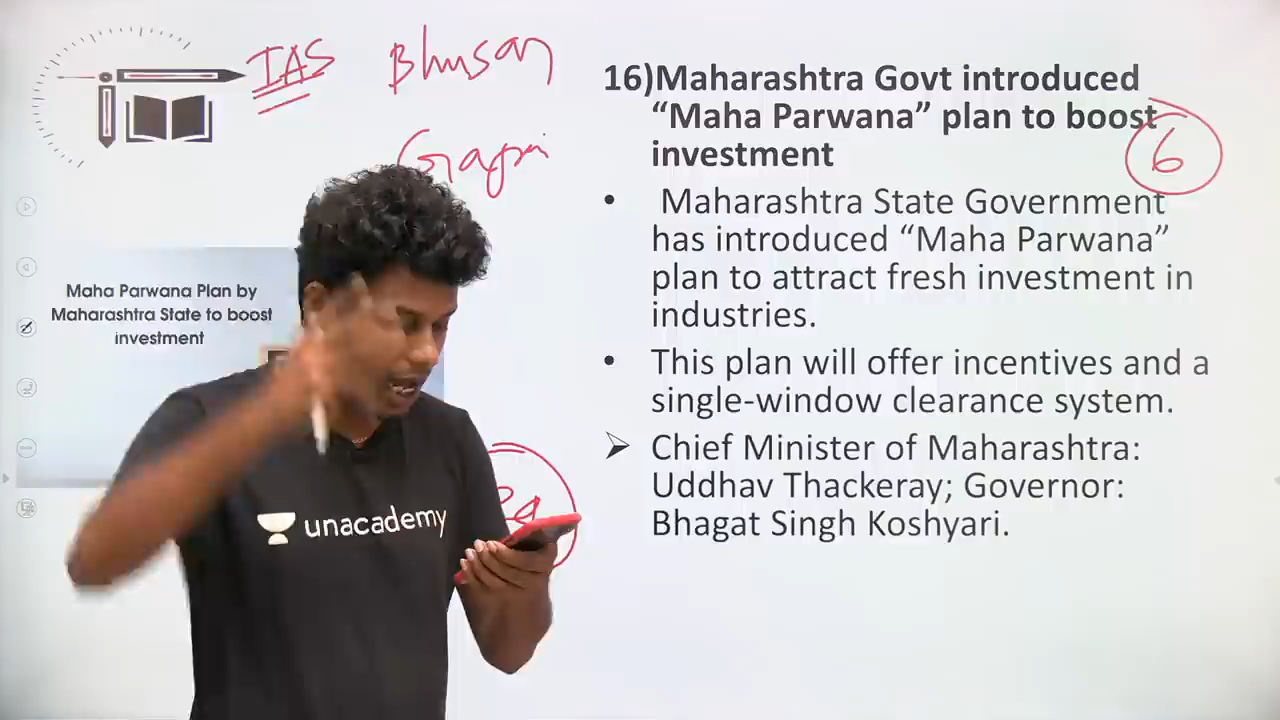 IAS Bhusan
Gagri
16)Maharashtra Govt introduced
“Maha Parwana” plan to boost
investment
6
• Maharashtra State Government
has introduced “Maha Parwana”
plan to attract fresh investment in
industries.
• This plan will offer incentives and a
single-window clearance system.
➢ Chief Minister of Maharashtra:
Uddhav Thackeray; Governor:
Bhagat Singh Koshyari.
Maha Parwana Plan by
Maharashtra State to boost
investment
unacademy